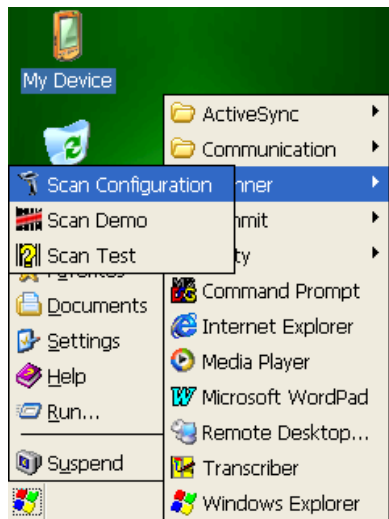 My Device
ActiveSync
Communication
Scan Configuration
Scan Demo
Scan Test
Documents
Settings
Help
Run...
Suspend
Command Prompt
Internet Explorer
Media Player
Microsoft WordPad
Remote Desktop...
Transcriber
Windows Explorer